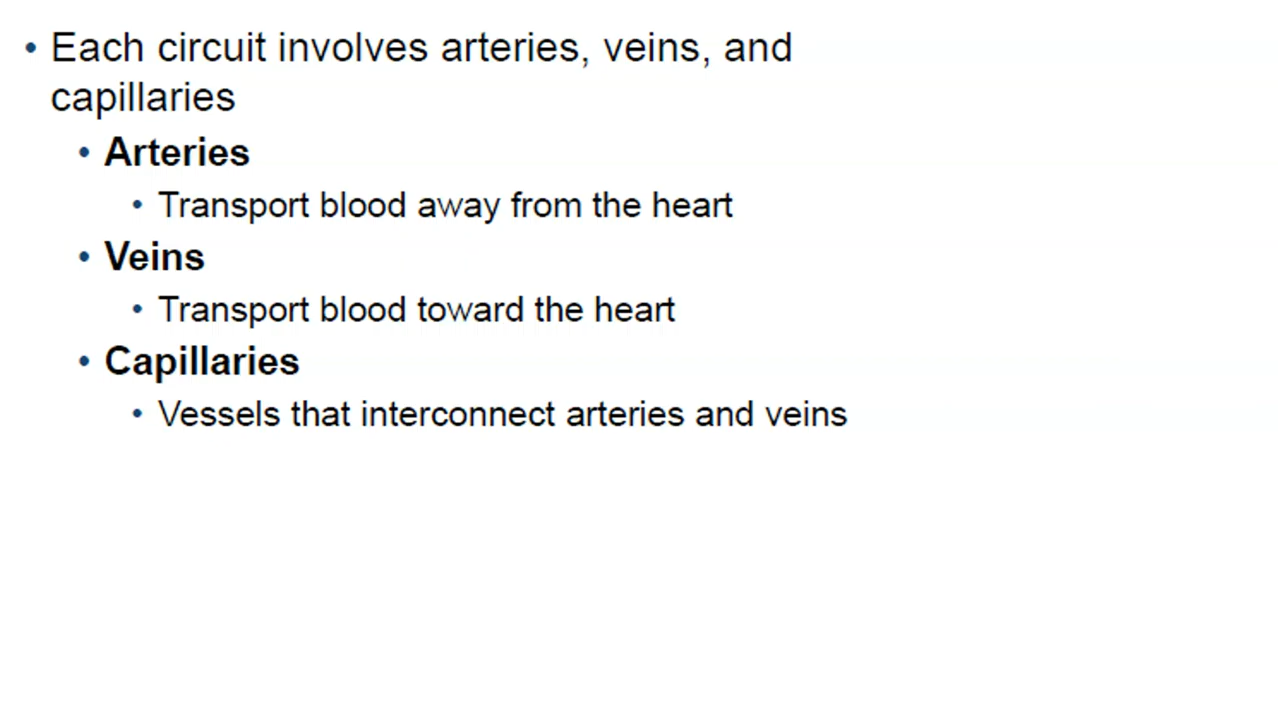 • Each circuit involves arteries, veins, and
capillaries
• Arteries
• Transport blood away from the heart
• Veins
• Transport blood toward the heart
• Capillaries
• Vessels that interconnect arteries and veins